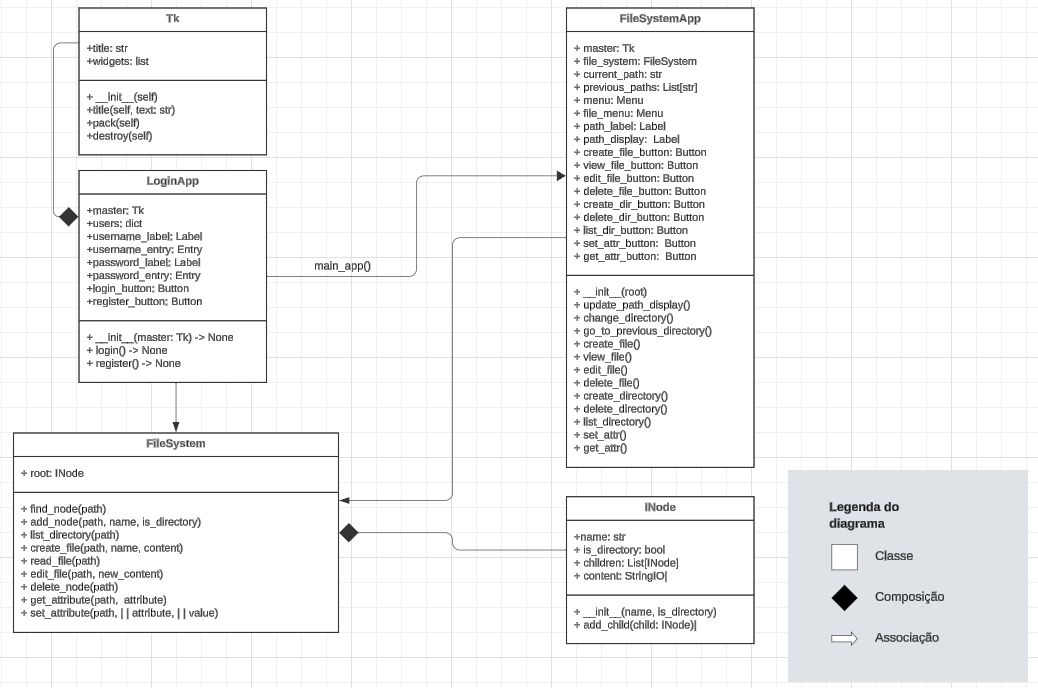 Tk
+title: str
+widgets: list
+ __init__(self)
+title(self, text: str)
+pack(self)
+destroy(self)
LoginApp
+master: Tk
+users: dict
+username_label: Label
+username_entry: Entry
+password_label: Label
+password_entry: Entry
+login_button: Button
+register_button: Button
+ __init__(master: Tk) -> None
+ login() -> None
+ register() -> None
main_app()
FileSystem
+ root: INode
+ find_node(path)
+ add_node(path, name, is_directory)
+ list_directory(path)
+ create_file(path, name, content)
+ read_file(path)
+ edit_file(path, new_content)
+ delete_node(path)
+ get_attribute(path,  attribute)
+ set_attribute(path, | | attribute, | | value)
FileSystemApp
+ master: Tk
+ file_system: FileSystem
+ current_path: str
+ previous_paths: List[str]
+ menu: Menu
+ file_menu: Menu
+ path_label: Label
+ path_display:  Label
+ create_file_button: Button
+ view_file_button: Button
+ edit_file_button: Button
+ delete_file_button: Button
+ create_dir_button: Button
+ delete_dir_button: Button
+ list_dir_button: Button
+ set_attr_button:  Button
+ get_attr_button:  Button
+ __init__(root)
+ update_path_display()
+ change_directory()
+ go_to_previous_directory()
+ create_file()
+ view_file()
+ edit_file()
+ delete_file()
+ create_directory()
+ delete_directory()
+ list_directory()
+ set_attr()
+ get_attr()
INode
+name: str
+ is_directory: bool
+ children: List[INode]
+ content: StringIO|
+ __init__(name, is_directory)
+ add_child(child: INode)|
Legenda do
diagrama
Classe
Composição
Associação